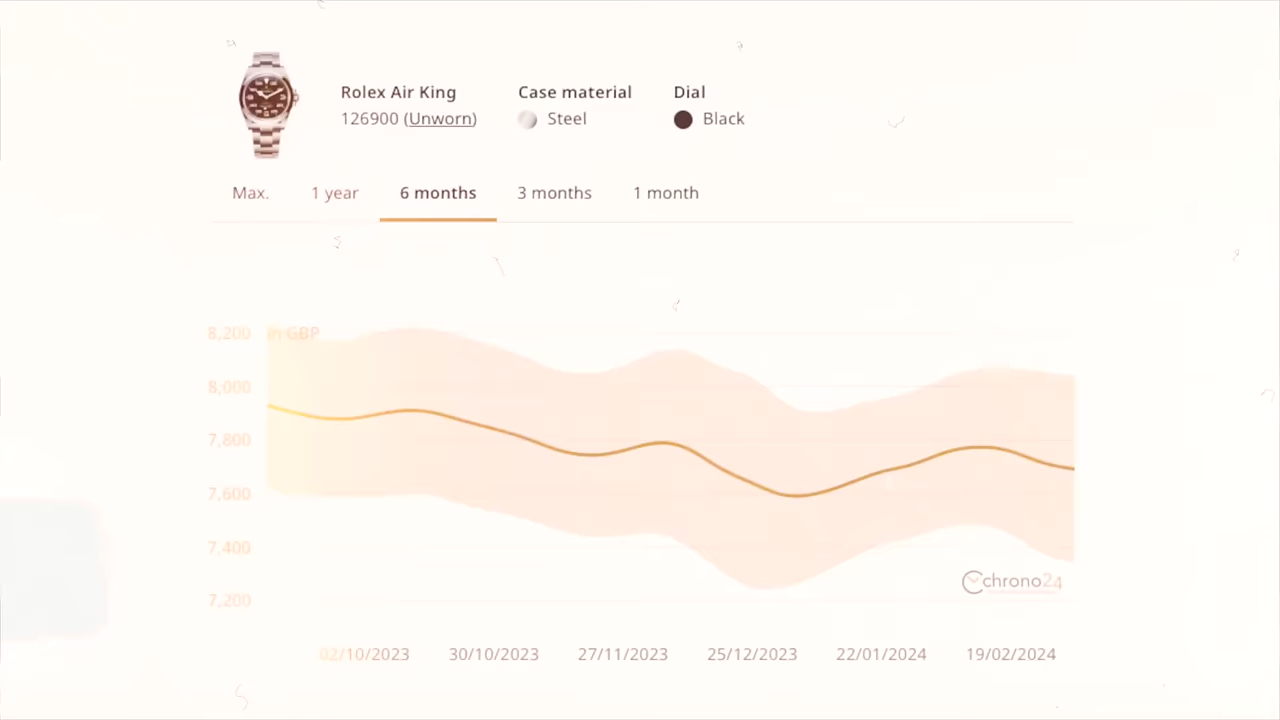 Rolex Air King
126900 (Unworn)
Case material
Steel
Dial
Black
Max.
1 year
6 months
3 months
1 month
in GBP
8,200
8,000
7,800
7,600
7,400
7,200
chrono24
02/10/2023
30/10/2023
27/11/2023
25/12/2023
22/01/2024
19/02/2024